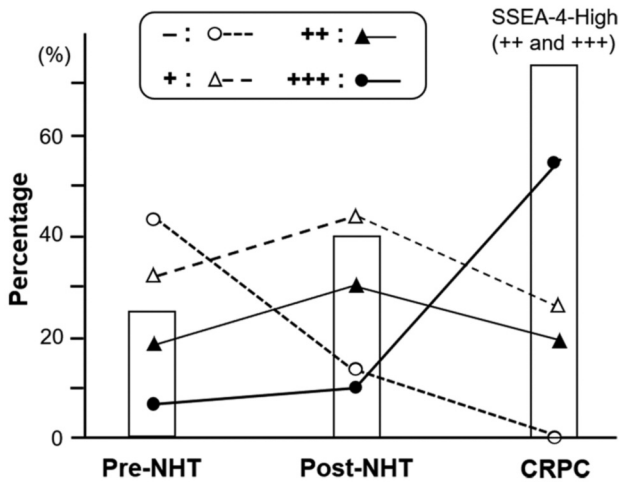 SSEA-4-High
(++ and +++)
− : ++ :
+ : +++ :
(%)
60
40
20
0
Percentage
Pre-NHT Post-NHT CRPC